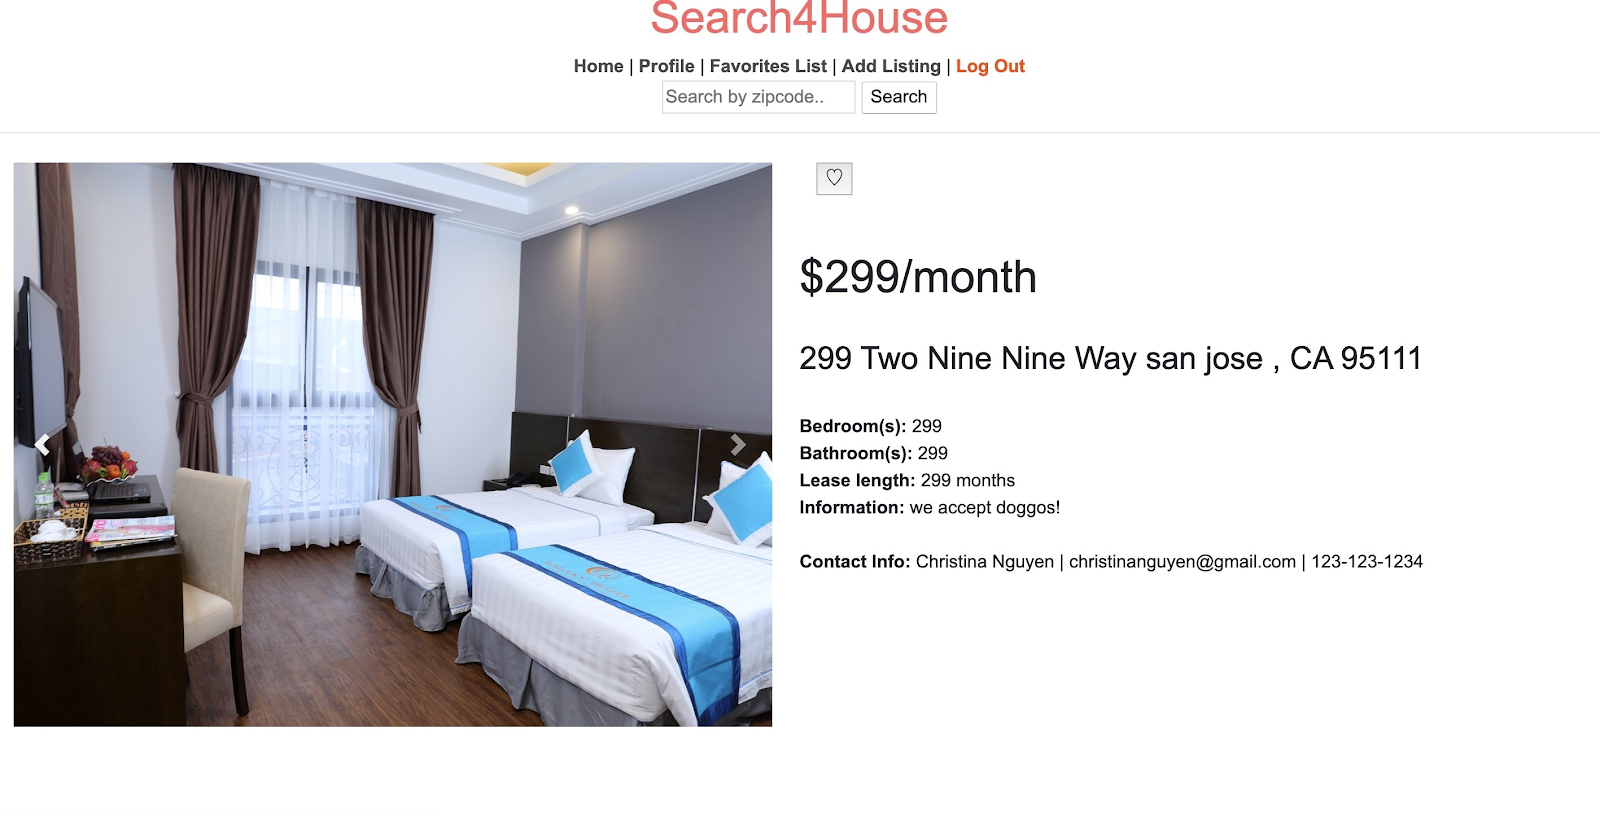 Search4House
Home | Profile | Favorites List | Add Listing | Log Out
Search by zipcode.. Search
$299/month
299 Two Nine Nine Way san jose , CA 95111
Bedroom(s): 299
Bathroom(s): 299
Lease length: 299 months
Information: we accept doggos!
Contact Info: Christina Nguyen | christinanguyen@gmail.com | 123-123-1234